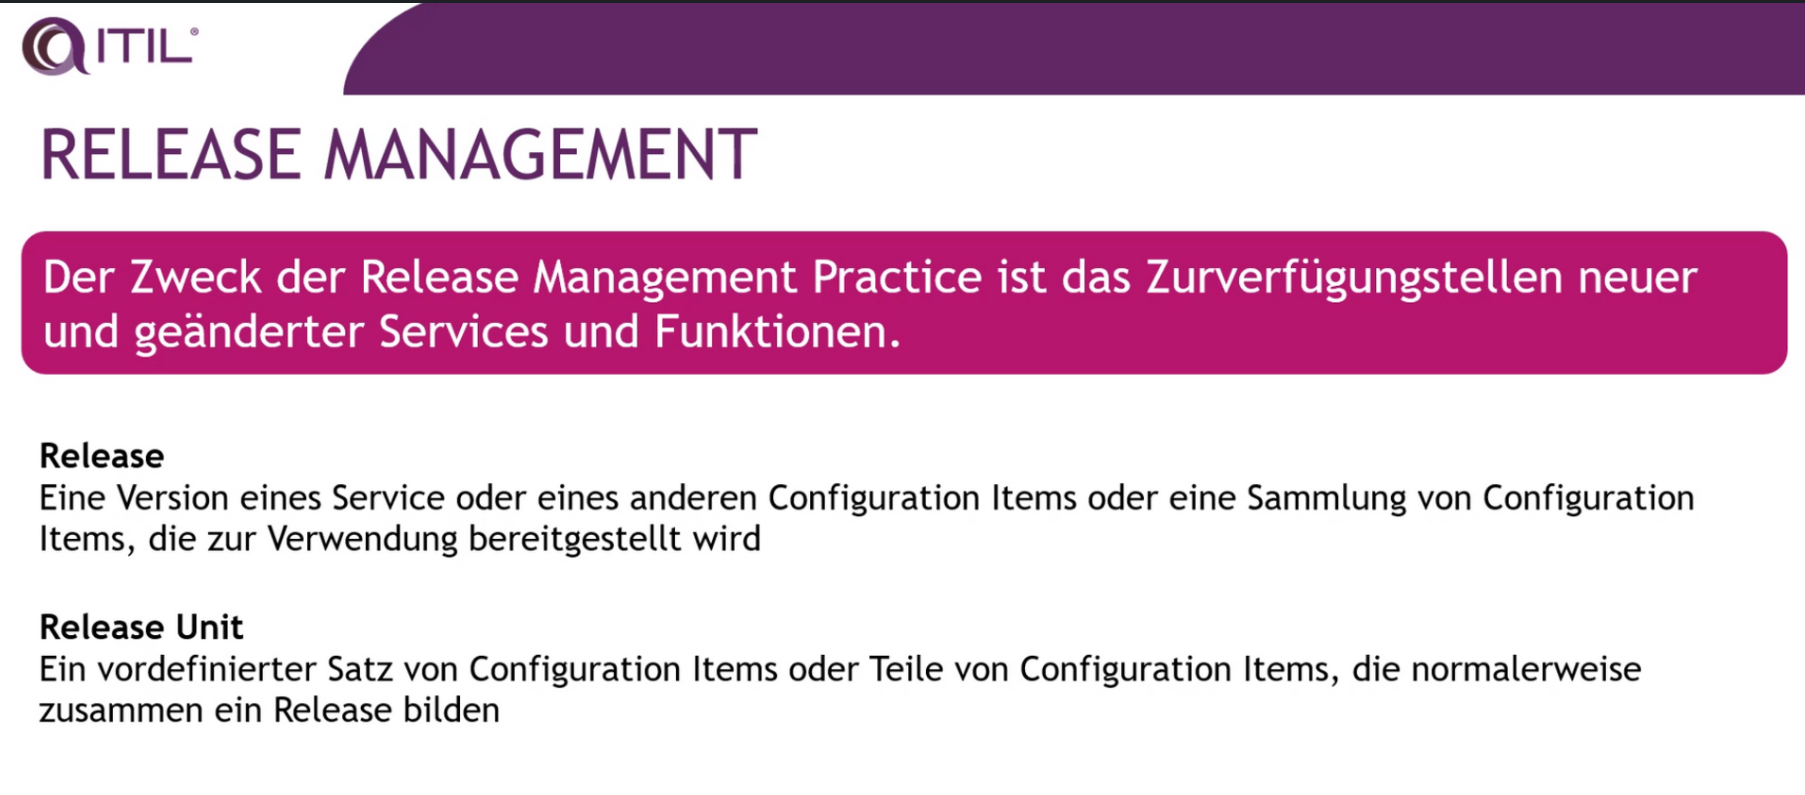 ITIL®
RELEASE MANAGEMENT
Der Zweck der Release Management Practice ist das Zurverfügungstellen neuer
und geänderter Services und Funktionen.
Release
Eine Version eines Service oder eines anderen Configuration Items oder eine Sammlung von Configuration
Items, die zur Verwendung bereitgestellt wird
Release Unit
Ein vordefinierter Satz von Configuration Items oder Teile von Configuration Items, die normalerweise
zusammen ein Release bilden